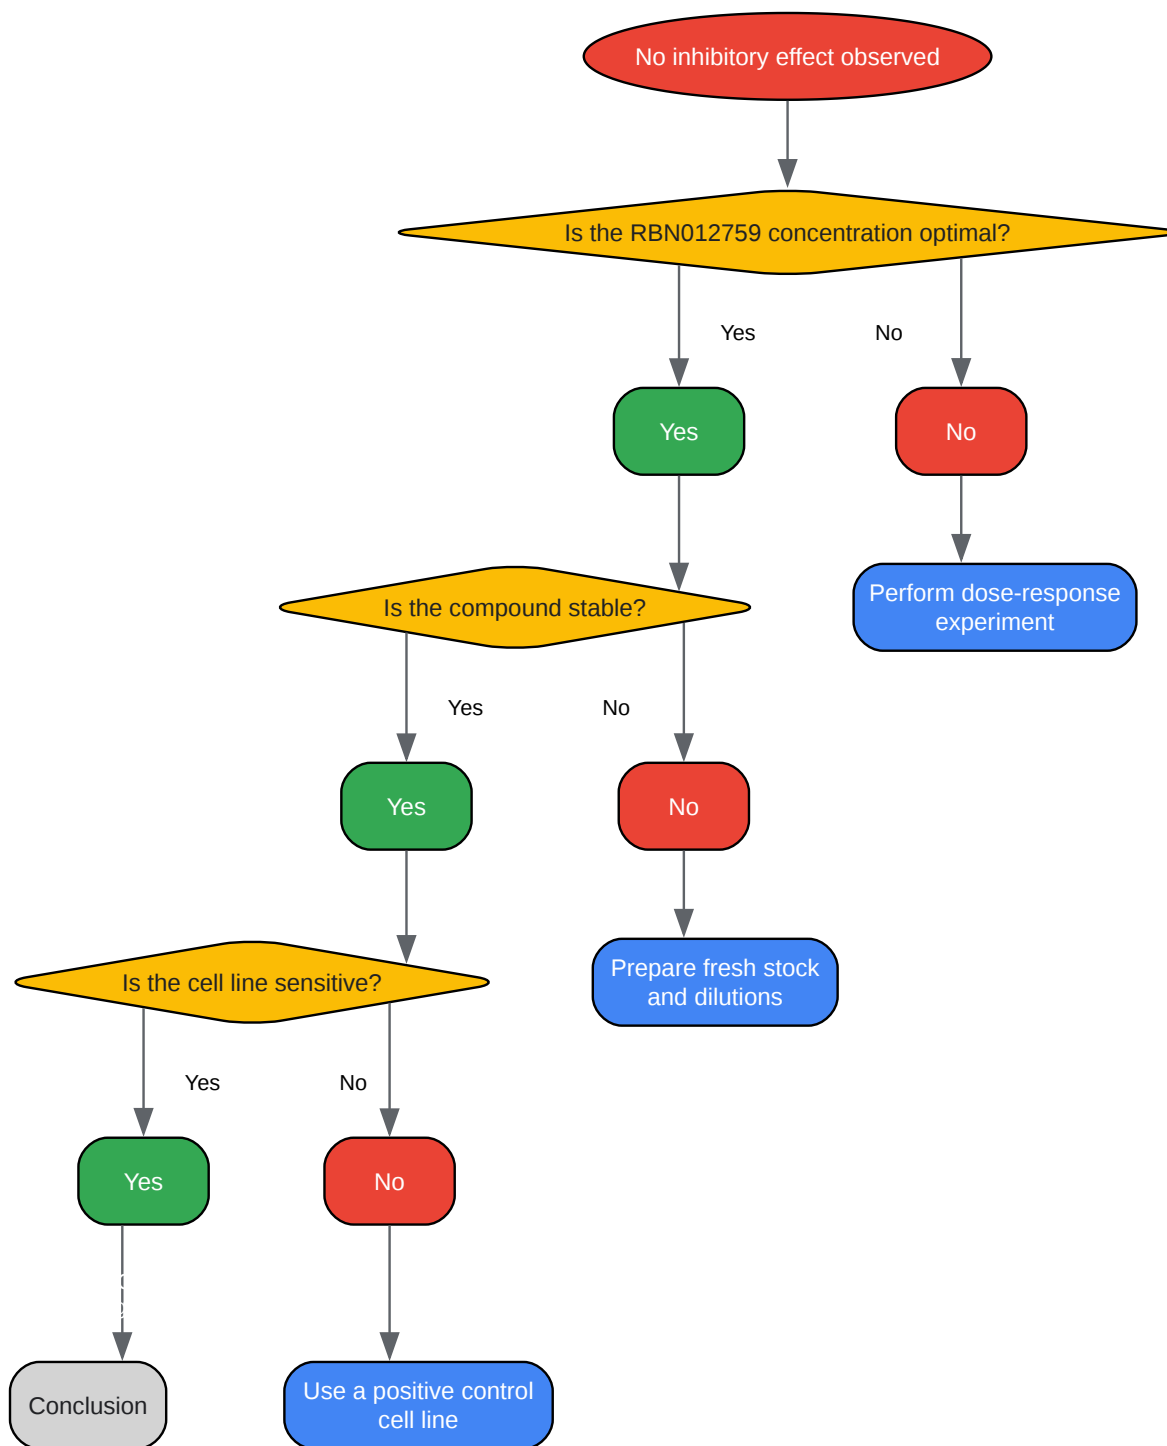 No inhibitory effect observed
Is the RBN012759 concentration optimal?
Yes
No
Yes
No
Perform dose-response
experiment
Is the compound stable?
Yes
No
Yes
No
Prepare fresh stock
and dilutions
Is the cell line sensitive?
Yes
No
Yes
No
Conclusion
Use a positive control
cell line